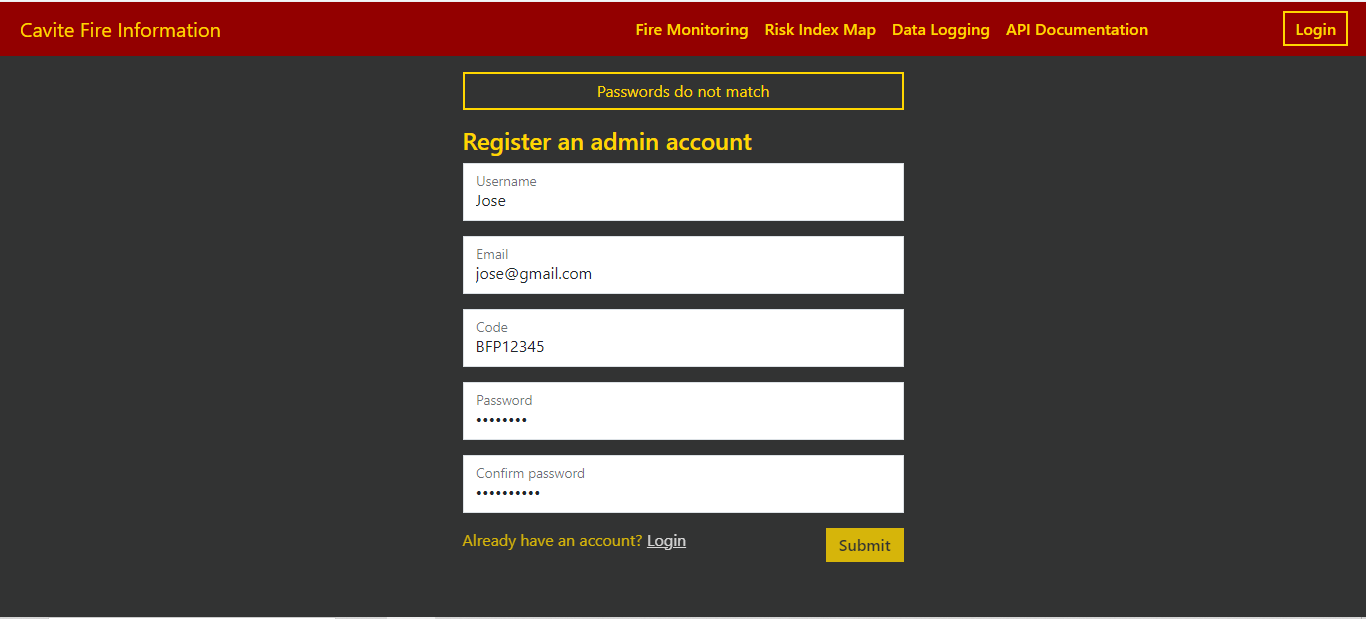 Cavite Fire Information Fire Monitoring Risk Index Map Data Logging API Documentation Login
Passwords do not match
Register an admin account
Username
Jose
Email
jose@gmail.com
Code
BFP12345
Password
••••••••
Confirm password
••••••••••
Already have an account? Login Submit